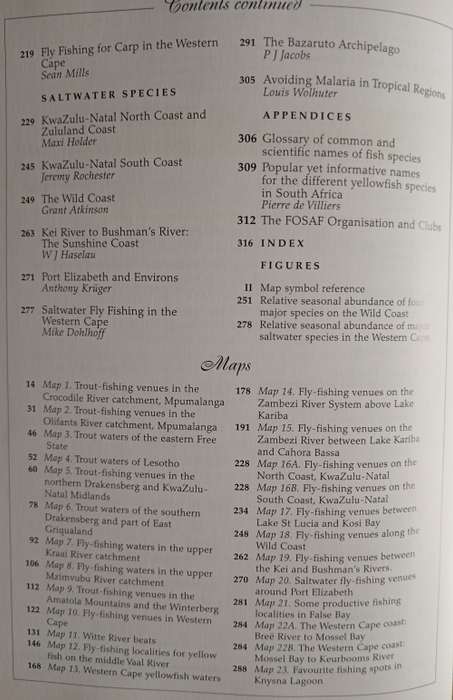 Contents continued
219 Fly Fishing for Carp in the Western
Cape
Sean Mills
SALTWATER SPECIES
229 KwaZulu-Natal North Coast and
Zululand Coast
Maxi Holder
245 KwaZulu-Natal South Coast
Jeremy Rochester
249 The Wild Coast
Grant Atkinson
263 Kei River to Bushman's River:
The Sunshine Coast
W J Haselau
271 Port Elizabeth and Environs
Anthony Krüger
277 Saltwater Fly Fishing in the
Western Cape
Mike Dohlhoff
291 The Bazaruto Archipelago
P J Jacobs
305 Avoiding Malaria in Tropical Regions
Louis Wolhuter
APPENDICES
306 Glossary of common and
scientific names of fish species
309 Popular yet informative names
for the different yellowfish species
in South Africa
Pierre de Villiers
312 The FOSAF Organisation and Clubs
316 INDEX
FIGURES
II Map symbol reference
251 Relative seasonal abundance of four
major species on the Wild Coast
278 Relative seasonal abundance of major
saltwater species in the Western Cape
Maps
14 Map 1. Trout-fishing venues in the
Crocodile River catchment, Mpumalanga
31 Map 2. Trout-fishing venues in the
Olifants River catchment, Mpumalanga
46 Map 3. Trout waters of the eastern Free
State
52 Map 4. Trout waters of Lesotho
60 Map 5. Trout-fishing venues in the
northern Drakensberg and KwaZulu-
Natal Midlands
78 Map 6. Trout waters of the southern
Drakensberg and part of East
Griqualand
92 Map 7. Fly-fishing waters in the upper
Kraai River catchment
106 Map 8. Fly-fishing waters in the upper
Mzimvubu River catchment
112 Map 9. Trout-fishing venues in the
Amatola Mountains and the Winterberg
122 Map 10. Fly-fishing venues in Western
Cape
131 Map 11. Witte River beats
146 Map 12. Fly-fishing localities for yellow
fish on the middle Vaal River
168 Map 13. Western Cape yellowfish waters
178 Map 14. Fly-fishing venues on the
Zambezi River System above Lake
Kariba
191 Map 15. Fly-fishing venues on the
Zambezi River between Lake Kariba
and Cahora Bassa
228 Map 16A. Fly-fishing venues on the
North Coast, KwaZulu-Natal
228 Map 16B. Fly-fishing venues on the
South Coast, KwaZulu-Natal
234 Map 17. Fly-fishing venues between
Lake St Lucia and Kosi Bay
248 Map 18. Fly-fishing venues along the
Wild Coast
262 Map 19. Fly-fishing venues between
the Kei and Bushman's Rivers.
270 Map 20. Saltwater fly-fishing venues
around Port Elizabeth
281 Map 21. Some productive fishing
localities in False Bay
284 Map 22A. The Western Cape coast:
Breë River to Mossel Bay
284 Map 22B. The Western Cape coast:
Mossel Bay to Keurbooms River
288 Map 23. Favourite fishing spots in
Knysna Lagoon